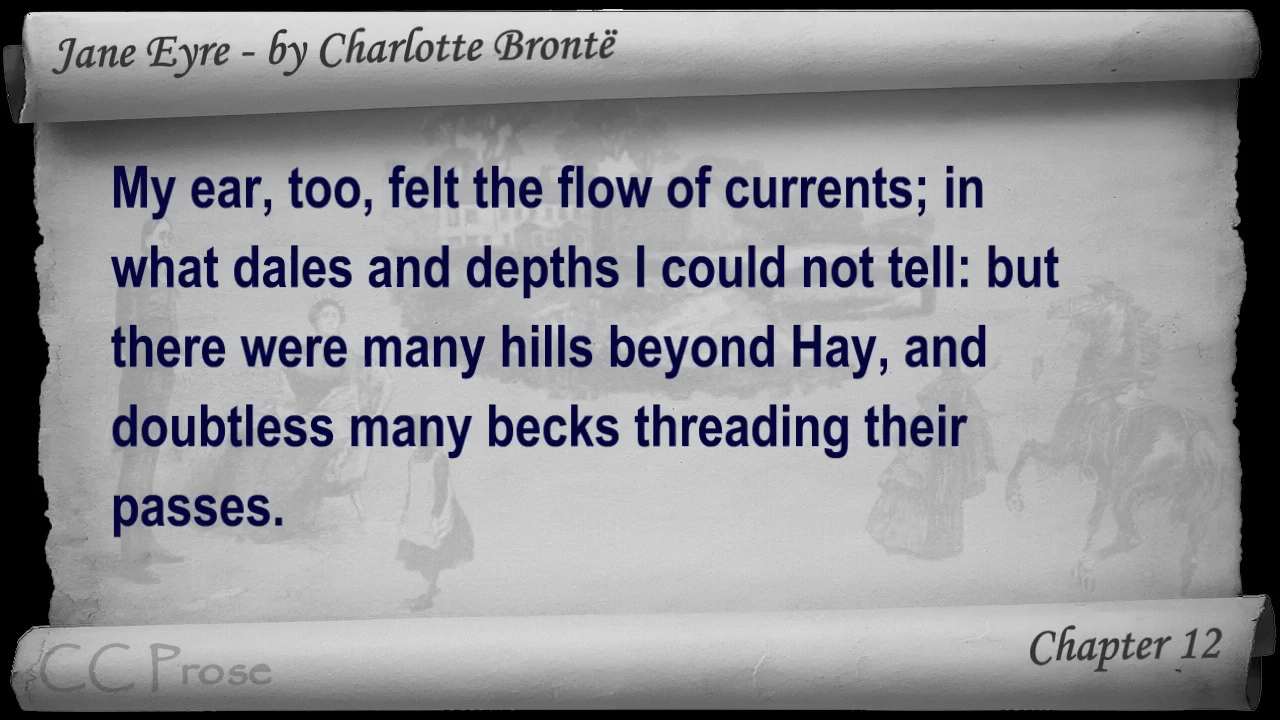 Jane Eyre - by Charlotte Brontë
My ear, too, felt the flow of currents; in
what dales and depths I could not tell: but
there were many hills beyond Hay, and
doubtless many becks threading their
passes.
Chapter 12
CC Prose